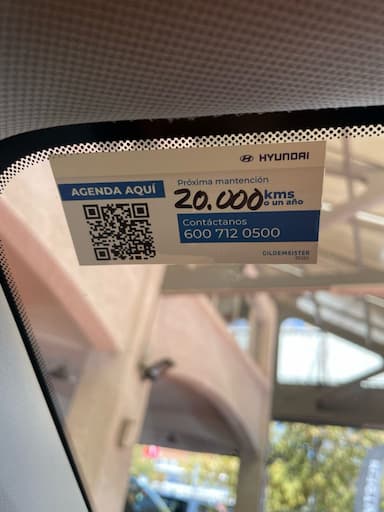 HYUNDAI
AGENDA AQUÍ
Próxima mantención
20.000 kms
o un año
Contáctanos
600 712 0500
GILDEMEISTER